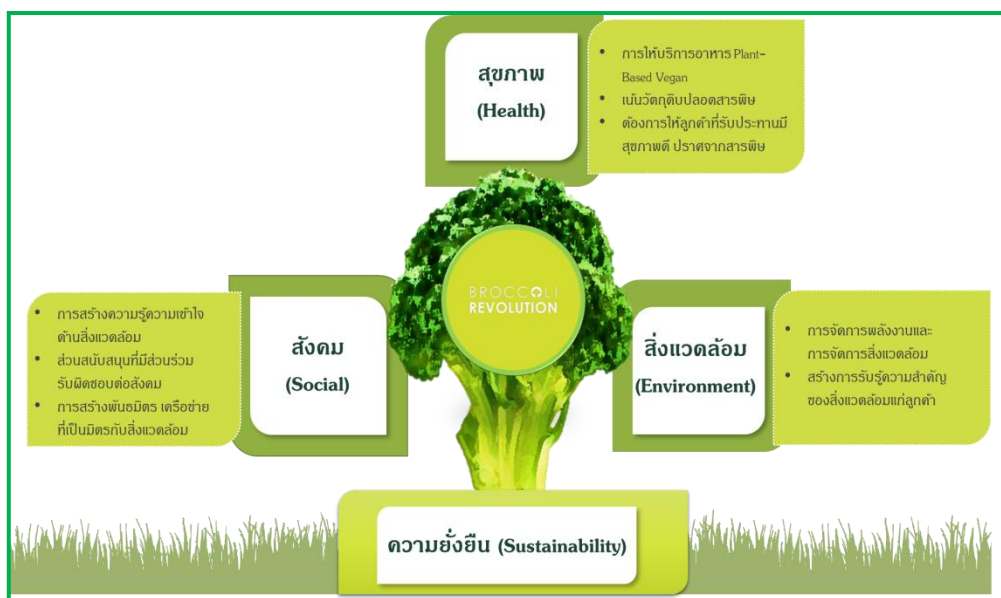 สุขภาพ
(Health)
• การให้บริการอาหาร Plant-
Based Vegan
• เน้นวัตถุดิบปลอดสารพิษ
• ต้องการให้ลูกค้าที่รับประทานมี
สุขภาพดี ปราศจากสารพิษ
BROCCOLI
REVOLUTION
• การสร้างความรู้ความเข้าใจ
ด้านสิ่งแวดล้อม
• ส่วนสนับสนุนที่มีส่วนร่วม
รับผิดชอบต่อสังคม
• การสร้างพันธมิตร เครือข่าย
ที่เป็นมิตรกับสิ่งแวดล้อม
สังคม
(Social)
สิ่งแวดล้อม
(Environment)
• การจัดการพลังงานและ
การจัดการสิ่งแวดล้อม
• สร้างการรับรู้ความสำคัญ
ของสิ่งแวดล้อมแก่ลูกค้า
ความยั่งยืน (Sustainability)